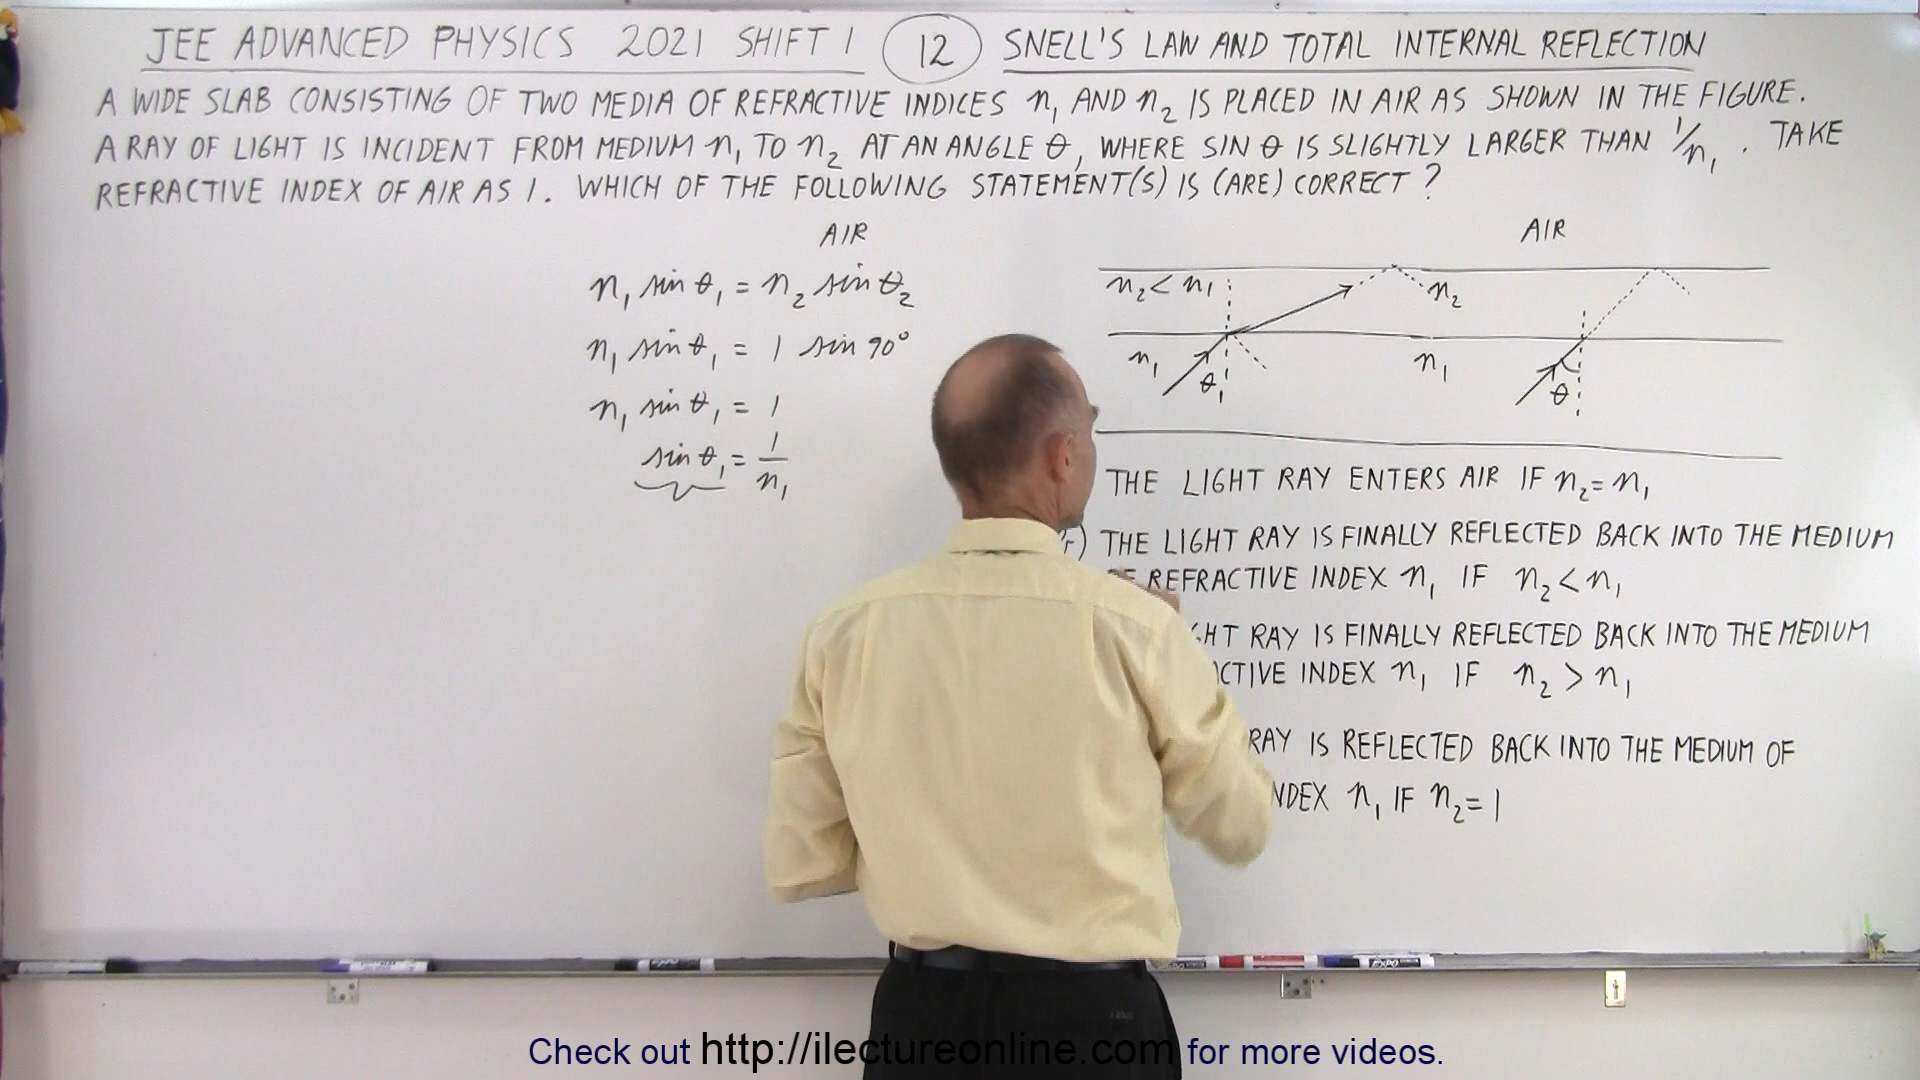 JEE ADVANCED PHYSICS 2021 SHIFT 1 12 SNELL'S LAW AND TOTAL INTERNAL REFLECTION
A WIDE SLAB CONSISTING OF TWO MEDIA OF REFRACTIVE INDICES n₁ AND n₂ IS PLACED IN AIR AS SHOWN IN THE FIGURE.
A RAY OF LIGHT IS INCIDENT FROM MEDIUM n₁ TO n₂ AT AN ANGLE θ, WHERE SIN θ IS SLIGHTLY LARGER THAN 1/n₁. TAKE
REFRACTIVE INDEX OF AIR AS 1. WHICH OF THE FOLLOWING STATEMENT(S) IS (ARE) CORRECT?
AIR
n₁ sin θ₁ = n₂ sin θ₂
n₁ sin θ₁ = 1 sin 90°
n₁ sin θ₁ = 1
sin θ₁ = 1/n₁
AIR
n₂ < n₁ n₂
n₁ θ₁ n₁ θ
THE LIGHT RAY ENTERS AIR IF n₂ = n₁
) THE LIGHT RAY IS FINALLY REFLECTED BACK INTO THE MEDIUM
REFRACTIVE INDEX n₁ IF n₂ < n₁
GHT RAY IS FINALLY REFLECTED BACK INTO THE MEDIUM
CTIVE INDEX n₁ IF n₂ > n₁
RAY IS REFLECTED BACK INTO THE MEDIUM OF
NDEX n₁ IF n₂ = 1
Check out http://ilectureonline.com for more videos.